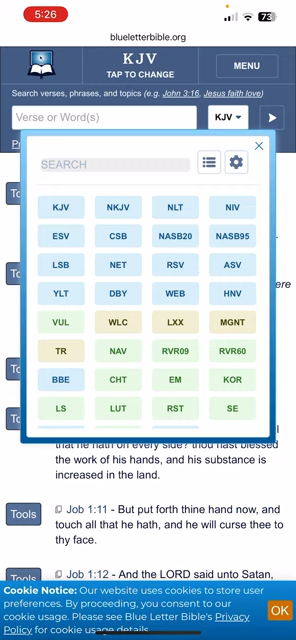 5:26
73
blueletterbible.org
KJV
TAP TO CHANGE
MENU
Search verses, phrases, and topics (e.g. John 3:16, Jesus faith love)
Verse or Word(s)
KJV
SEARCH
KJV NKJV NLT NIV
ESV CSB NASB20 NASB95
LSB NET RSV ASV
YLT DBY WEB HNV
VUL WLC LXX MGNT
TR NAV RVR09 RVR60
BBE CHT EM KOR
LS LUT RST SE
that he hath on every side? thou hast blessed
the work of his hands, and his substance is
increased in the land.
Tools
Job 1:11 - But put forth thine hand now, and
touch all that he hath, and he will curse thee to
thy face.
Tools
Job 1:12 - And the LORD said unto Satan,
Cookie Notice: Our website uses cookies to store user
preferences. By proceeding, you consent to our
cookie usage. Please see Blue Letter Bible's Privacy
Policy for cookie usage details.
OK